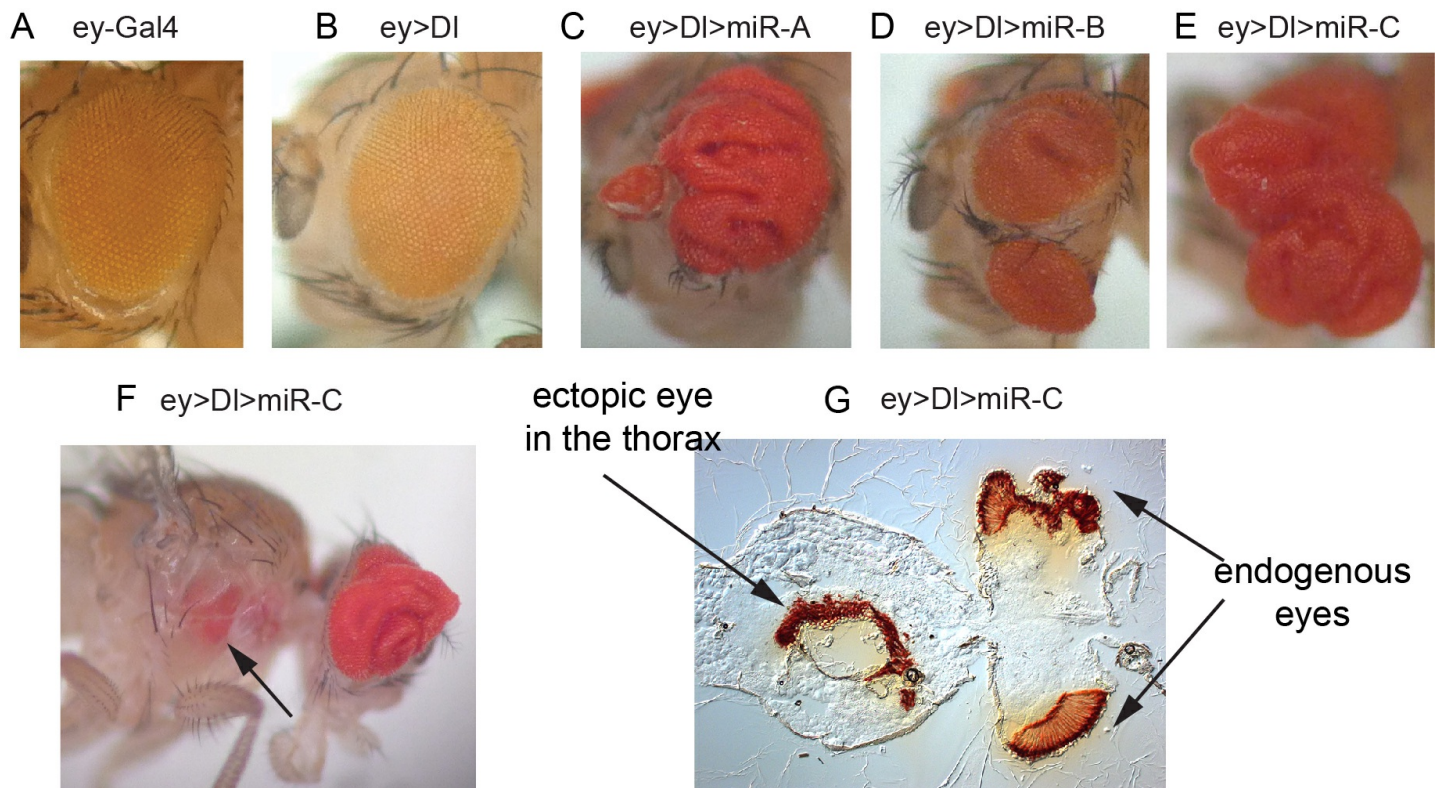 A ey-Gal4
B ey>Dl
C ey>Dl>miR-A
D ey>Dl>miR-B
E ey>Dl>miR-C
F ey>Dl>miR-C
ectopic eye
in the thorax
G ey>Dl>miR-C
endogenous
eyes